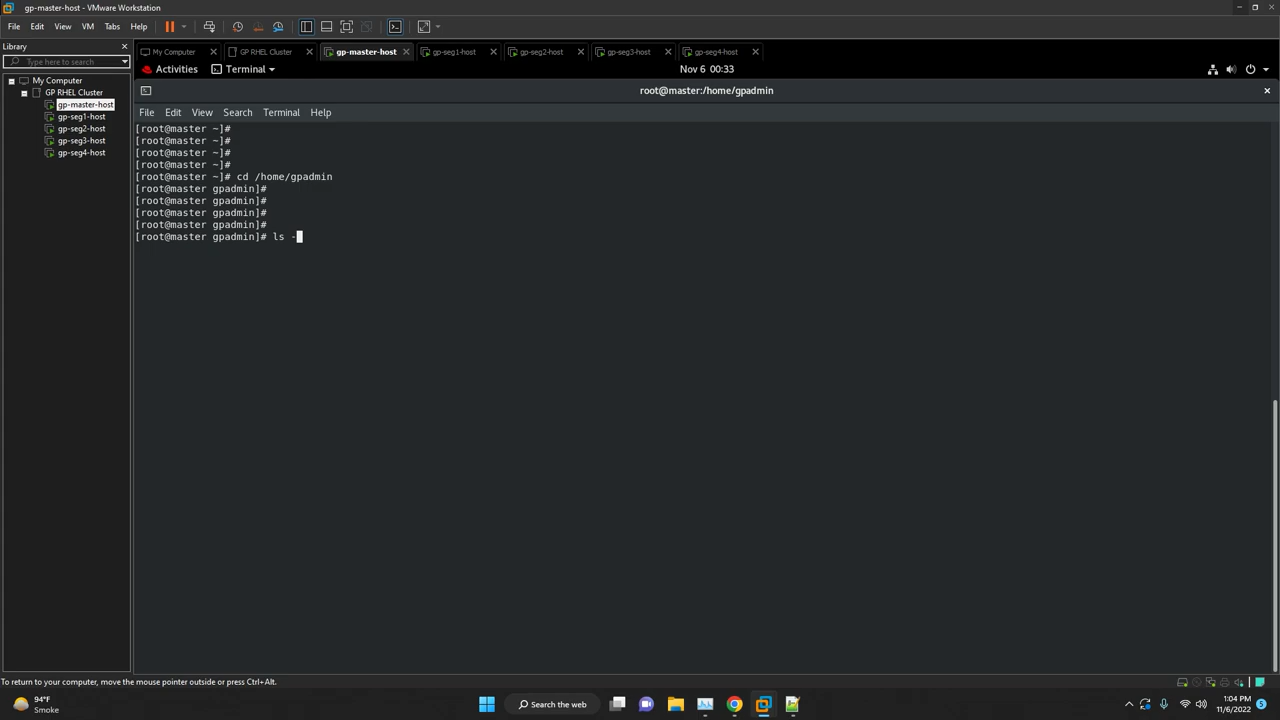 gp-master-host - VMware Workstation
File Edit View VM Tabs Help
Library
Type here to search
My Computer
GP RHEL Cluster
gp-master-host
gp-seg1-host
gp-seg2-host
gp-seg3-host
gp-seg4-host
My Computer GP RHEL Cluster gp-master-host gp-seg1-host gp-seg2-host gp-seg3-host gp-seg4-host
Activities Terminal Nov 6 00:33
root@master:/home/gpadmin
File Edit View Search Terminal Help
[root@master ~]#
[root@master ~]#
[root@master ~]#
[root@master ~]#
[root@master ~]# cd /home/gpadmin
[root@master gpadmin]#
[root@master gpadmin]#
[root@master gpadmin]#
[root@master gpadmin]#
[root@master gpadmin]# ls -
To return to your computer, move the mouse pointer outside or press Ctrl+Alt.
94°F
Smoke
Search the web
1:04 PM
11/6/2022
5